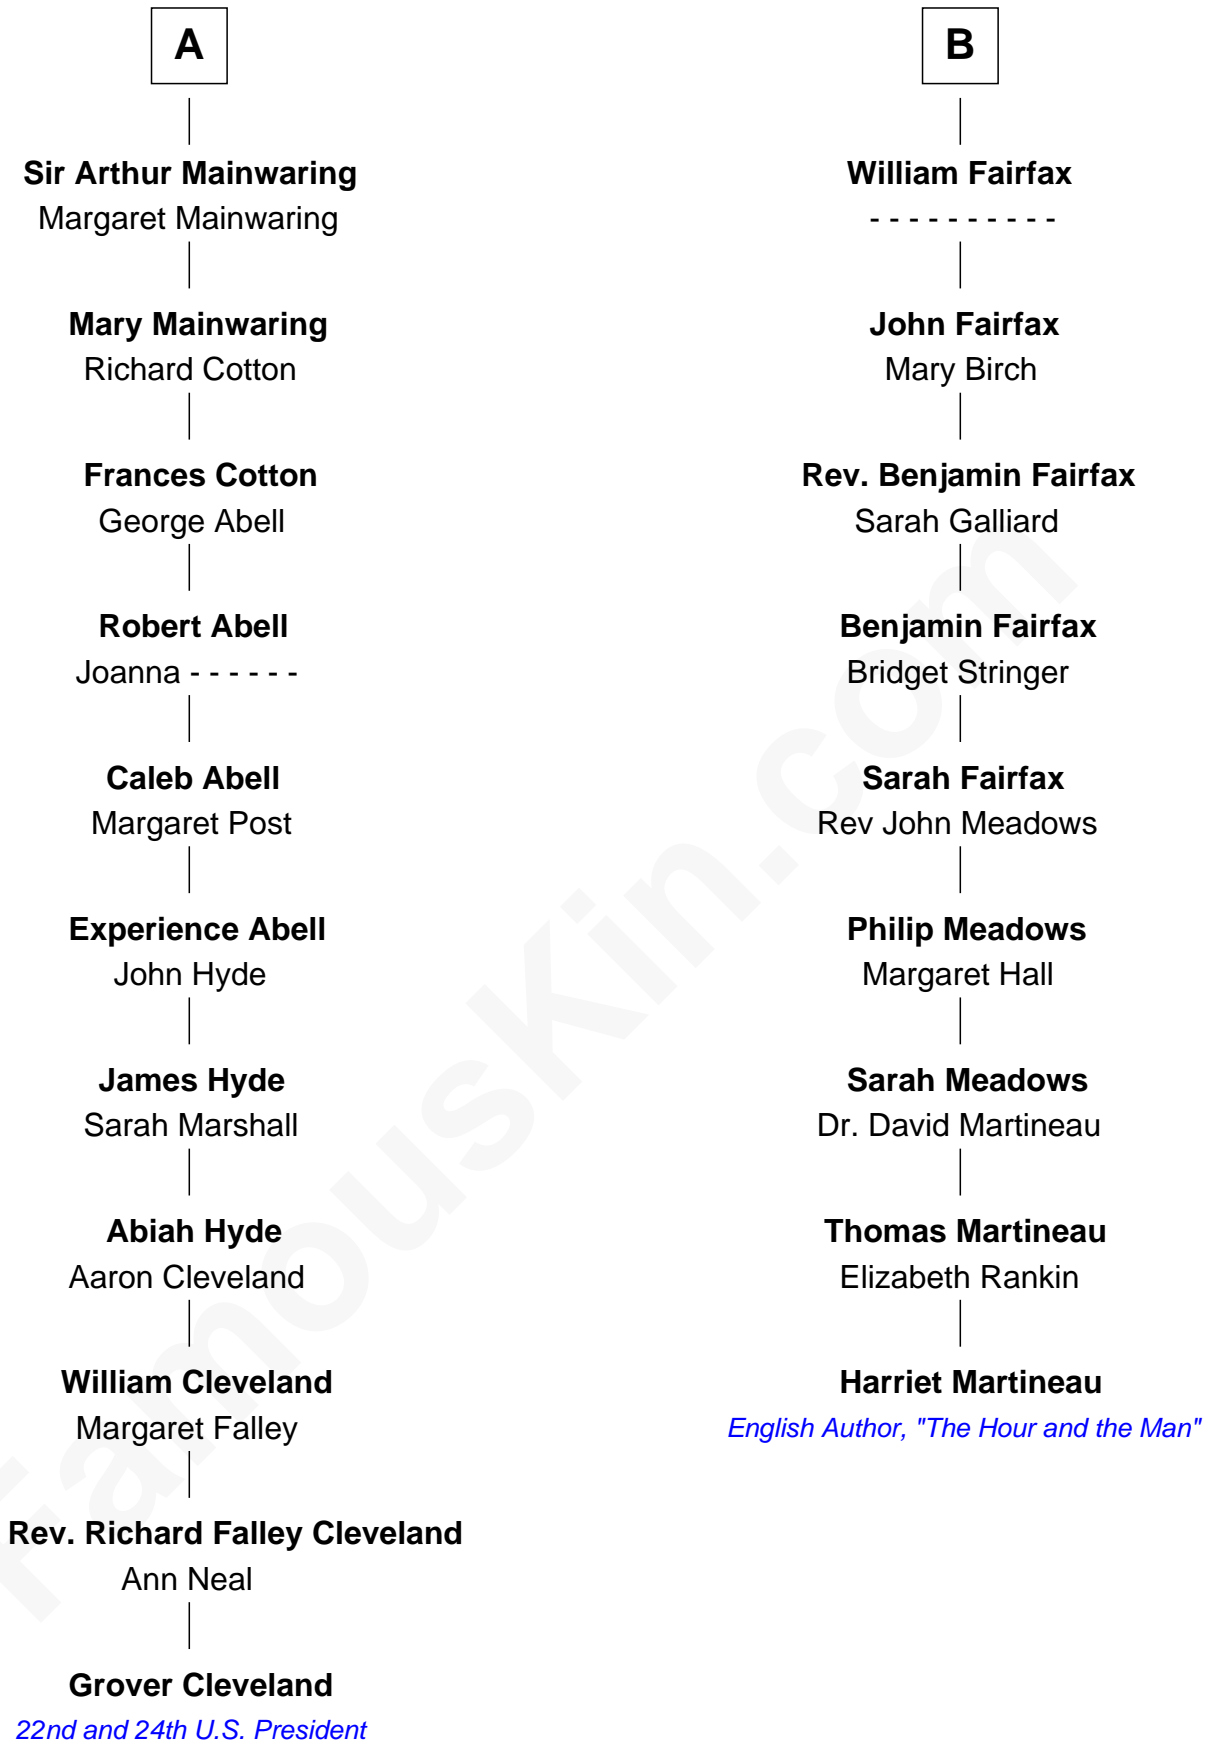 A
Sir Arthur Mainwaring
Margaret Mainwaring
Mary Mainwaring
Richard Cotton
Frances Cotton
George Abell
Robert Abell
Joanna - - - - - -
Caleb Abell
Margaret Post
Experience Abell
John Hyde
James Hyde
Sarah Marshall
Abiah Hyde
Aaron Cleveland
William Cleveland
Margaret Falley
Rev. Richard Falley Cleveland
Ann Neal
Grover Cleveland
22nd and 24th U.S. President
B
William Fairfax
- - - - - - - - - -
John Fairfax
Mary Birch
Rev. Benjamin Fairfax
Sarah Galliard
Benjamin Fairfax
Bridget Stringer
Sarah Fairfax
Rev John Meadows
Philip Meadows
Margaret Hall
Sarah Meadows
Dr. David Martineau
Thomas Martineau
Elizabeth Rankin
Harriet Martineau
English Author, "The Hour and the Man"
FamousKin.com